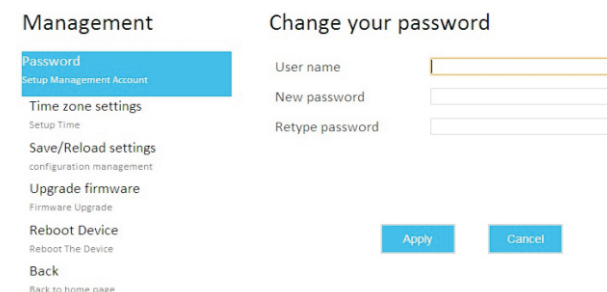 Management
Password
Setup Management Account
Time zone settings
Setup Time
Save/Reload settings
configuration management
Upgrade firmware
Firmware Upgrade
Reboot Device
Reboot The Device
Back
Back to home page
Change your password
User name
New password
Retype password
Apply
Cancel